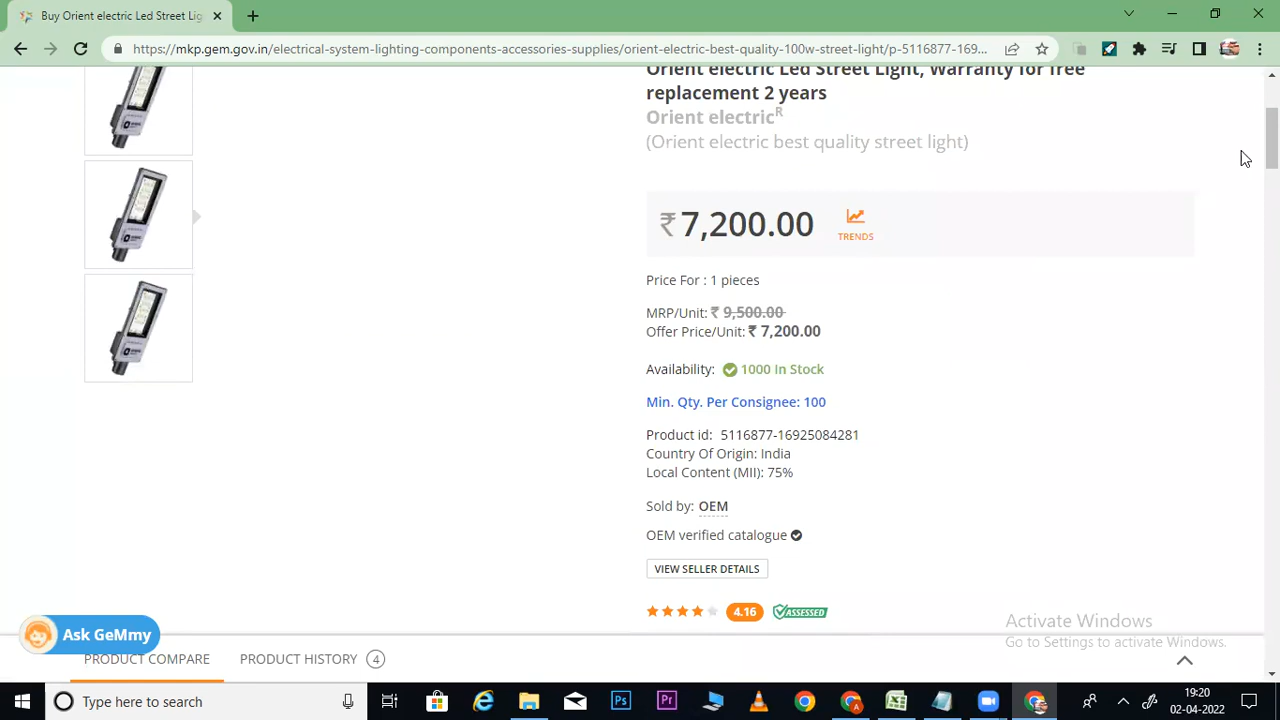 Buy Orient electric Led Street Lig
https://mkp.gem.gov.in/electrical-system-lighting-components-accessories-supplies/orient-electric-best-quality-100w-street-light/p-5116877-169...
Orient electric Led Street Light, Warranty for free
replacement 2 years
Orient electricR
(Orient electric best quality street light)
₹ 7,200.00
TRENDS
Price For : 1 pieces
MRP/Unit: ₹ 9,500.00
Offer Price/Unit: ₹ 7,200.00
Availability: 1000 In Stock
Min. Qty. Per Consignee: 100
Product id: 5116877-16925084281
Country Of Origin: India
Local Content (MII): 75%
Sold by: OEM
OEM verified catalogue
VIEW SELLER DETAILS
4.16 ASSESSED
Ask GeMmy
Activate Windows
Go to Settings to activate Windows.
PRODUCT COMPARE PRODUCT HISTORY 4
Type here to search
Ps
Pr
A
19:20
02-04-2022